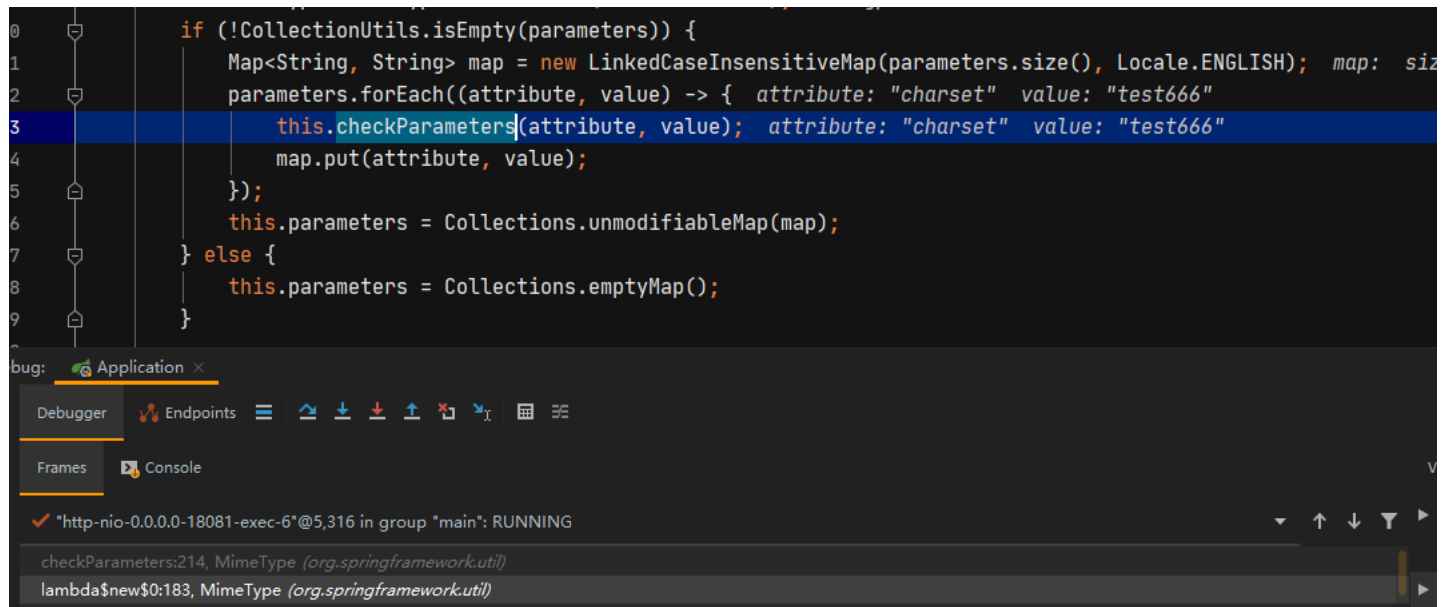 0 if (!CollectionUtils.isEmpty(parameters)) {
1 Map<String, String> map = new LinkedCaseInsensitiveMap(parameters.size(), Locale.ENGLISH); map: siz
2 parameters.forEach((attribute, value) -> { attribute: "charset" value: "test666"
3 this.checkParameters(attribute, value); attribute: "charset" value: "test666"
4 map.put(attribute, value);
5 });
6 this.parameters = Collections.unmodifiableMap(map);
7 } else {
8 this.parameters = Collections.emptyMap();
9 }
bug: Application
Debugger Endpoints
Frames Console V
"http-nio-0.0.0.0-18081-exec-6"@5,316 in group "main": RUNNING
checkParameters:214, MimeType (org.springframework.util)
lambda$new$0:183, MimeType (org.springframework.util)